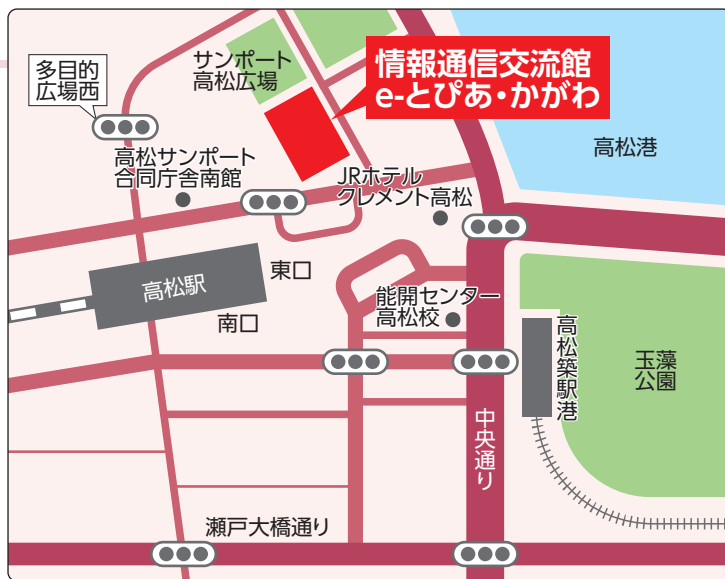 多目的
広場西
サンポート
高松広場
情報通信交流館
e-とぴあ・かがわ
高松港
高松サンポート
合同庁舎南館
JRホテル
クレメント高松
高松駅
東口
南口
能開センター
高松校
高松築駅港
玉藻
公園
中央通り
瀬戸大橋通り